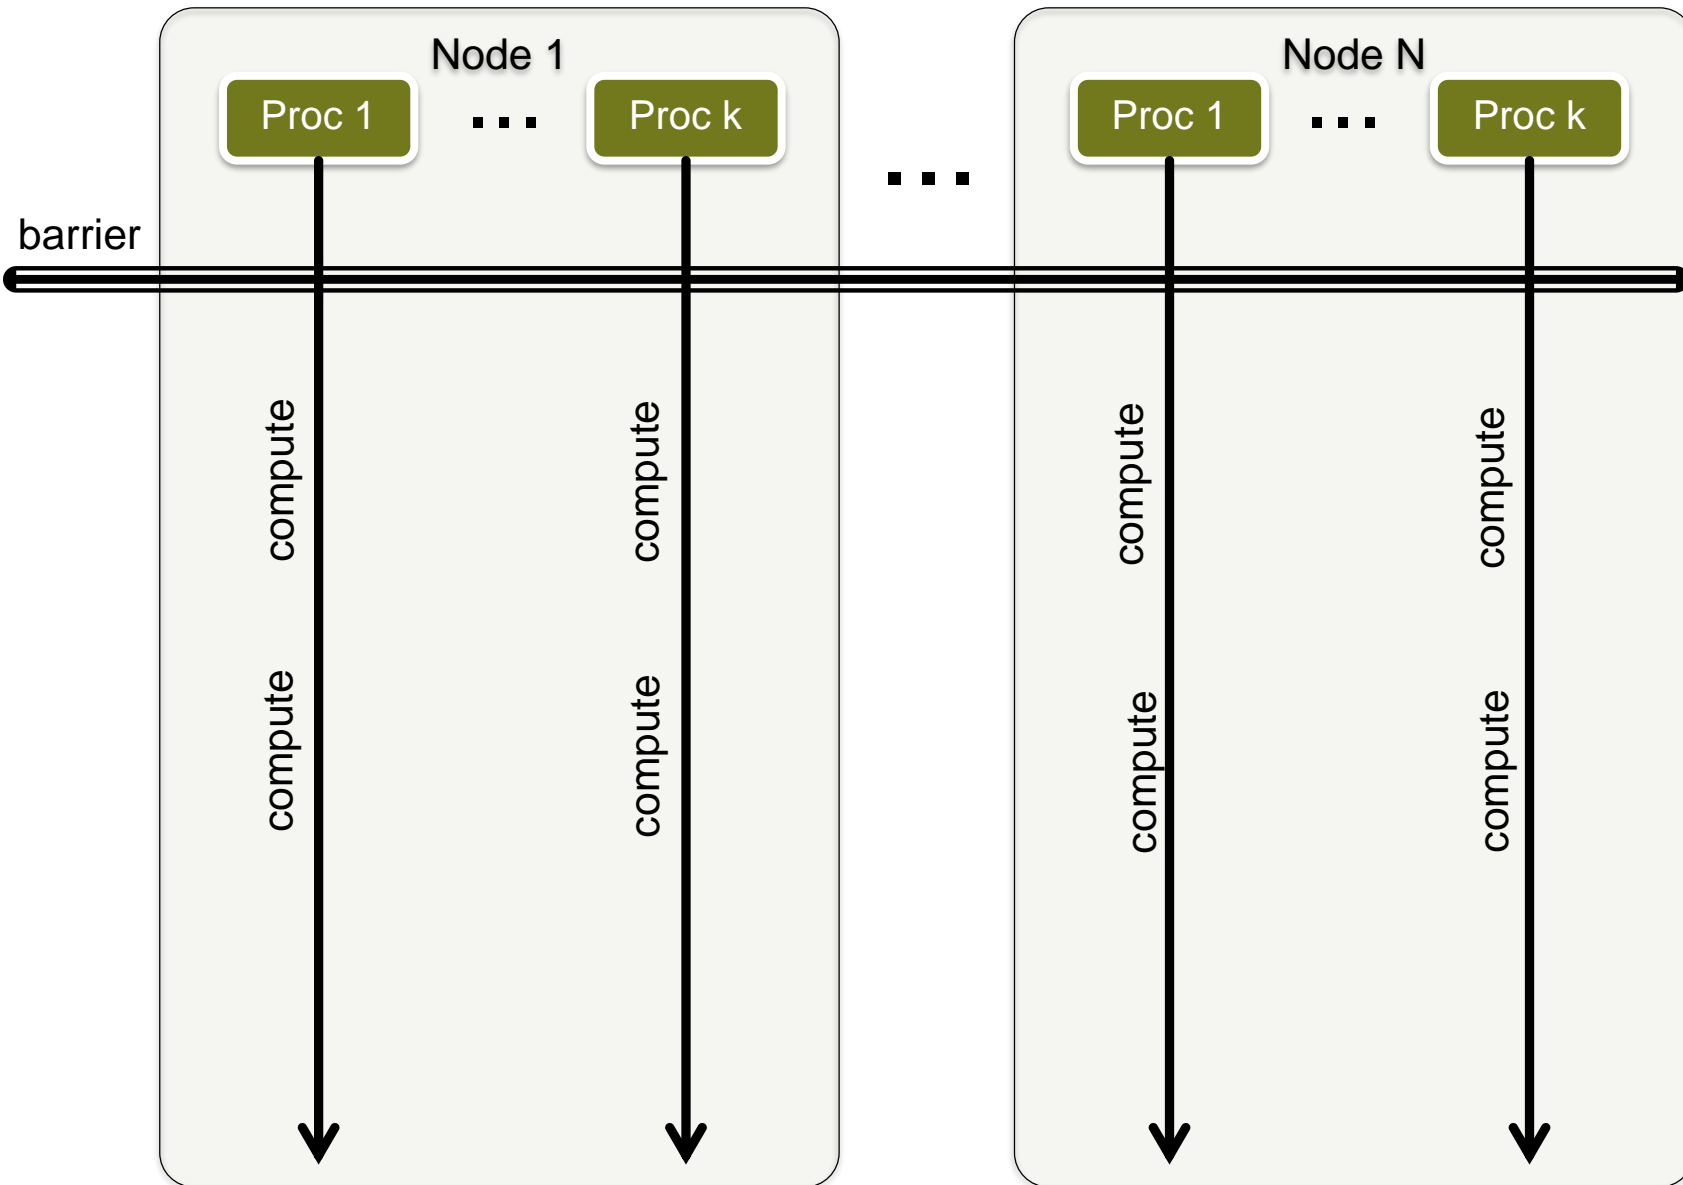 Node 1
Node N
Proc 1
...
Proc k
...
Proc 1
...
Proc k
barrier
compute
compute
compute
compute
compute
compute
compute
compute